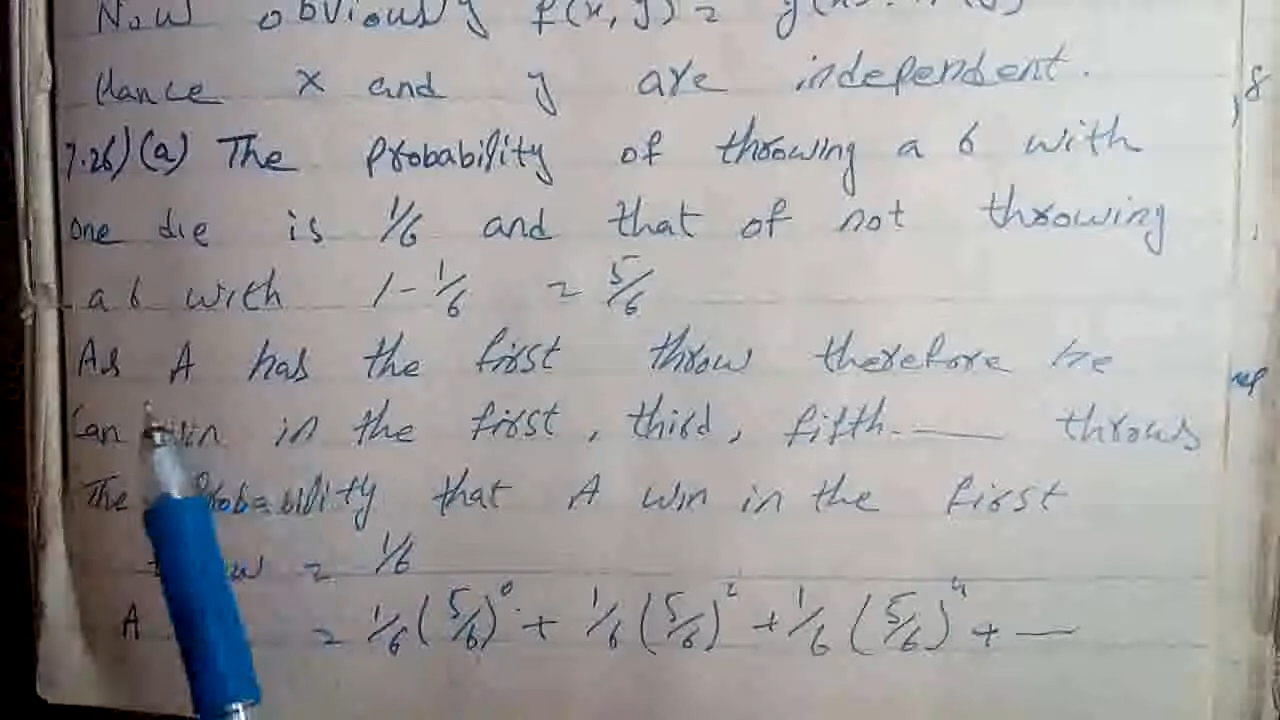 Now obviously f(x,y) =
Hance x and y are independent.
7.26)(a) The Probability of throwing a 6 with
one die is 1/6 and that of not throwing
a 6 with 1 - 1/6 = 5/6
As A has the first throw therefore he
Can win in the first, third, fifth --- throws
The Probability that A win in the first
= 1/6
A = 1/6 (5/6)^0 + 1/6 (5/6)^2 + 1/6 (5/6)^4 + —